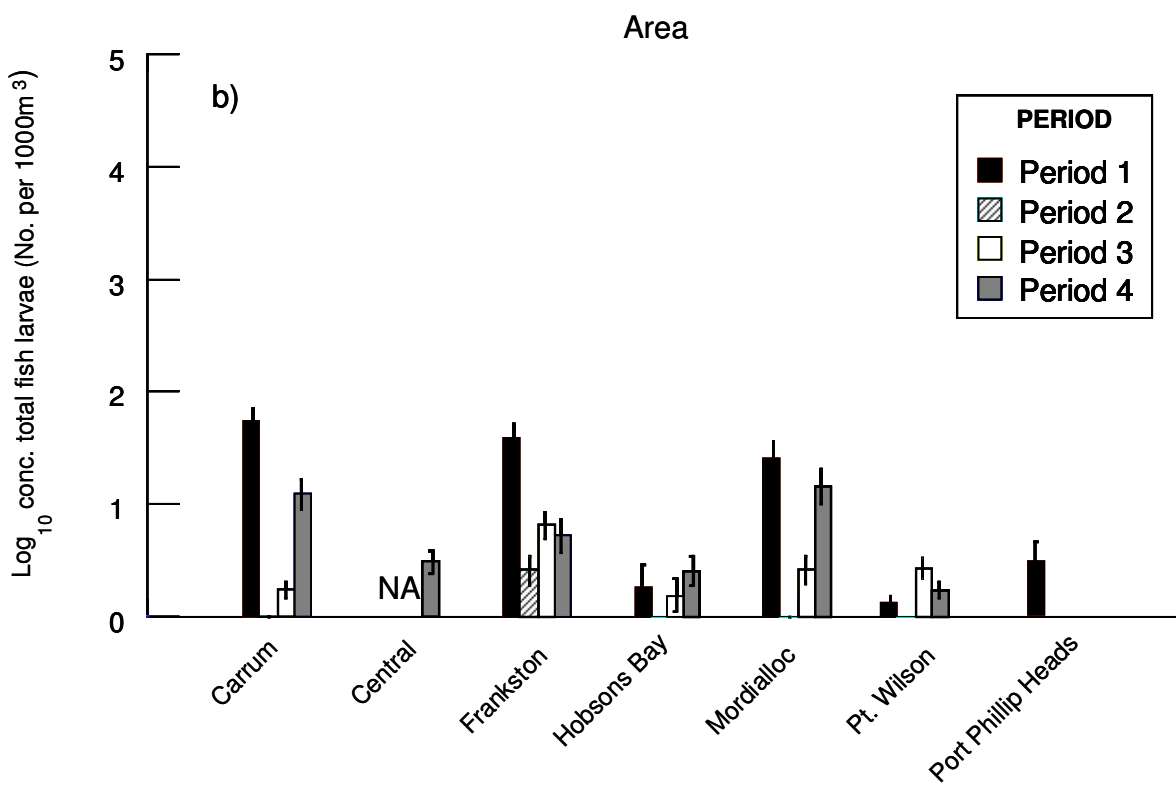 Area
b)
Log10 conc. total fish larvae (No. per 1000m3)
5
4
3
2
1
0
PERIOD
Period 1
Period 2
Period 3
Period 4
NA
Carrum
Central
Frankston
Hobsons Bay
Mordialloc
Pt. Wilson
Port Phillip Heads